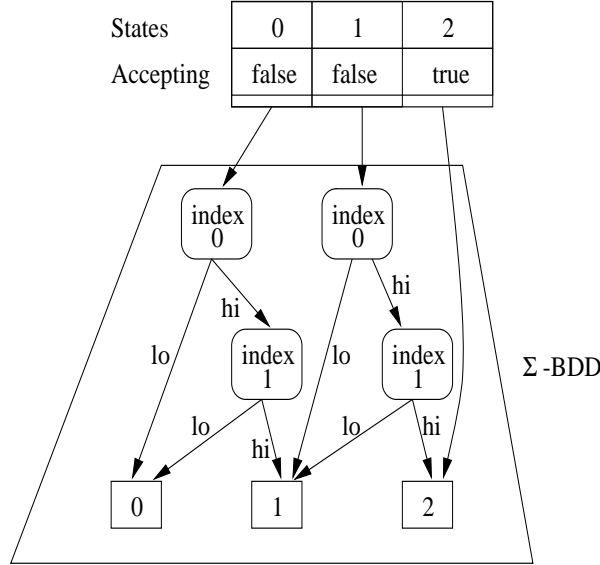 States 0 1 2
Accepting false false true
index 0
index 0
hi
hi
lo
index 1
lo
index 1
Σ -BDD
lo
hi
lo
hi
0
1
2